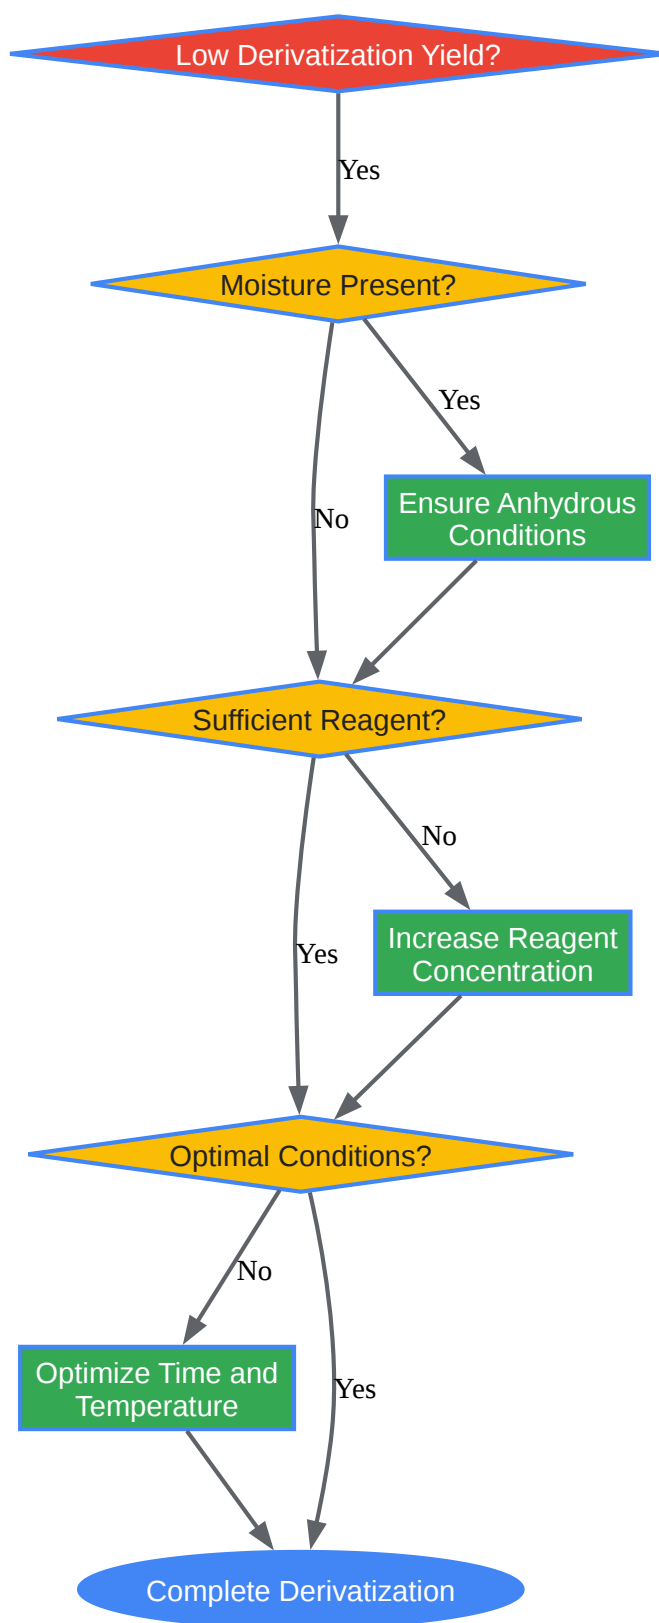 Low Derivatization Yield?
Yes
Moisture Present?
Yes
Ensure Anhydrous
Conditions
No
Sufficient Reagent?
No
Increase Reagent
Concentration
Yes
Optimal Conditions?
No
Optimize Time and
Temperature
Yes
Complete Derivatization